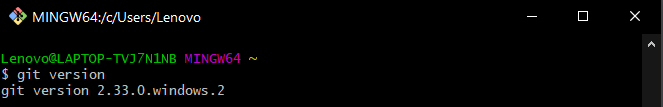 MINGW64:/c/Users/Lenovo
Lenovo@LAPTOP-TVJ7N1NB MINGW64 ~
$ git version
git version 2.33.0.windows.2